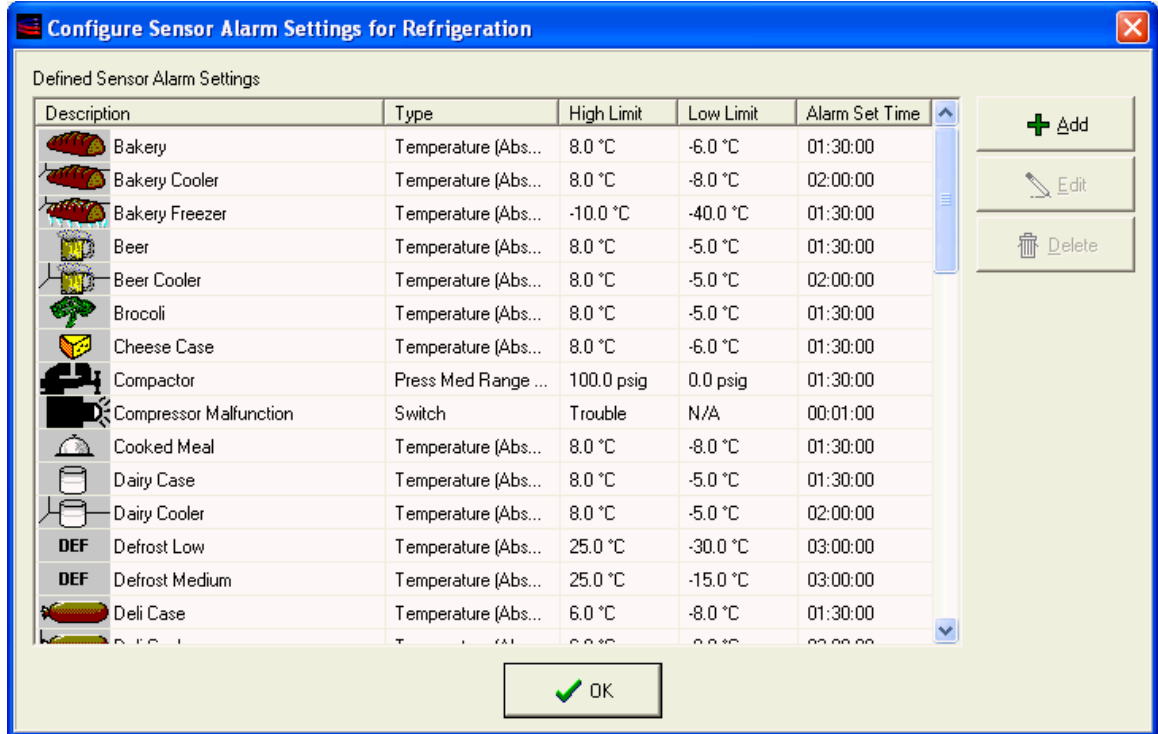 Configure Sensor Alarm Settings for Refrigeration
Defined Sensor Alarm Settings
Description Type High Limit Low Limit Alarm Set Time
Bakery Temperature (Abs... 8.0 °C -6.0 °C 01:30:00
Bakery Cooler Temperature (Abs... 8.0 °C -8.0 °C 02:00:00
Bakery Freezer Temperature (Abs... -10.0 °C -40.0 °C 01:30:00
Beer Temperature (Abs... 8.0 °C -5.0 °C 01:30:00
Beer Cooler Temperature (Abs... 8.0 °C -5.0 °C 02:00:00
Brocoli Temperature (Abs... 8.0 °C -5.0 °C 01:30:00
Cheese Case Temperature (Abs... 8.0 °C -6.0 °C 01:30:00
Compactor Press Med Range ... 100.0 psig 0.0 psig 01:30:00
Compressor Malfunction Switch Trouble N/A 00:01:00
Cooked Meal Temperature (Abs... 8.0 °C -8.0 °C 01:30:00
Dairy Case Temperature (Abs... 8.0 °C -5.0 °C 01:30:00
Dairy Cooler Temperature (Abs... 8.0 °C -5.0 °C 02:00:00
DEF Defrost Low Temperature (Abs... 25.0 °C -30.0 °C 03:00:00
DEF Defrost Medium Temperature (Abs... 25.0 °C -15.0 °C 03:00:00
Deli Case Temperature (Abs... 6.0 °C -8.0 °C 01:30:00
Add
Edit
Delete
OK